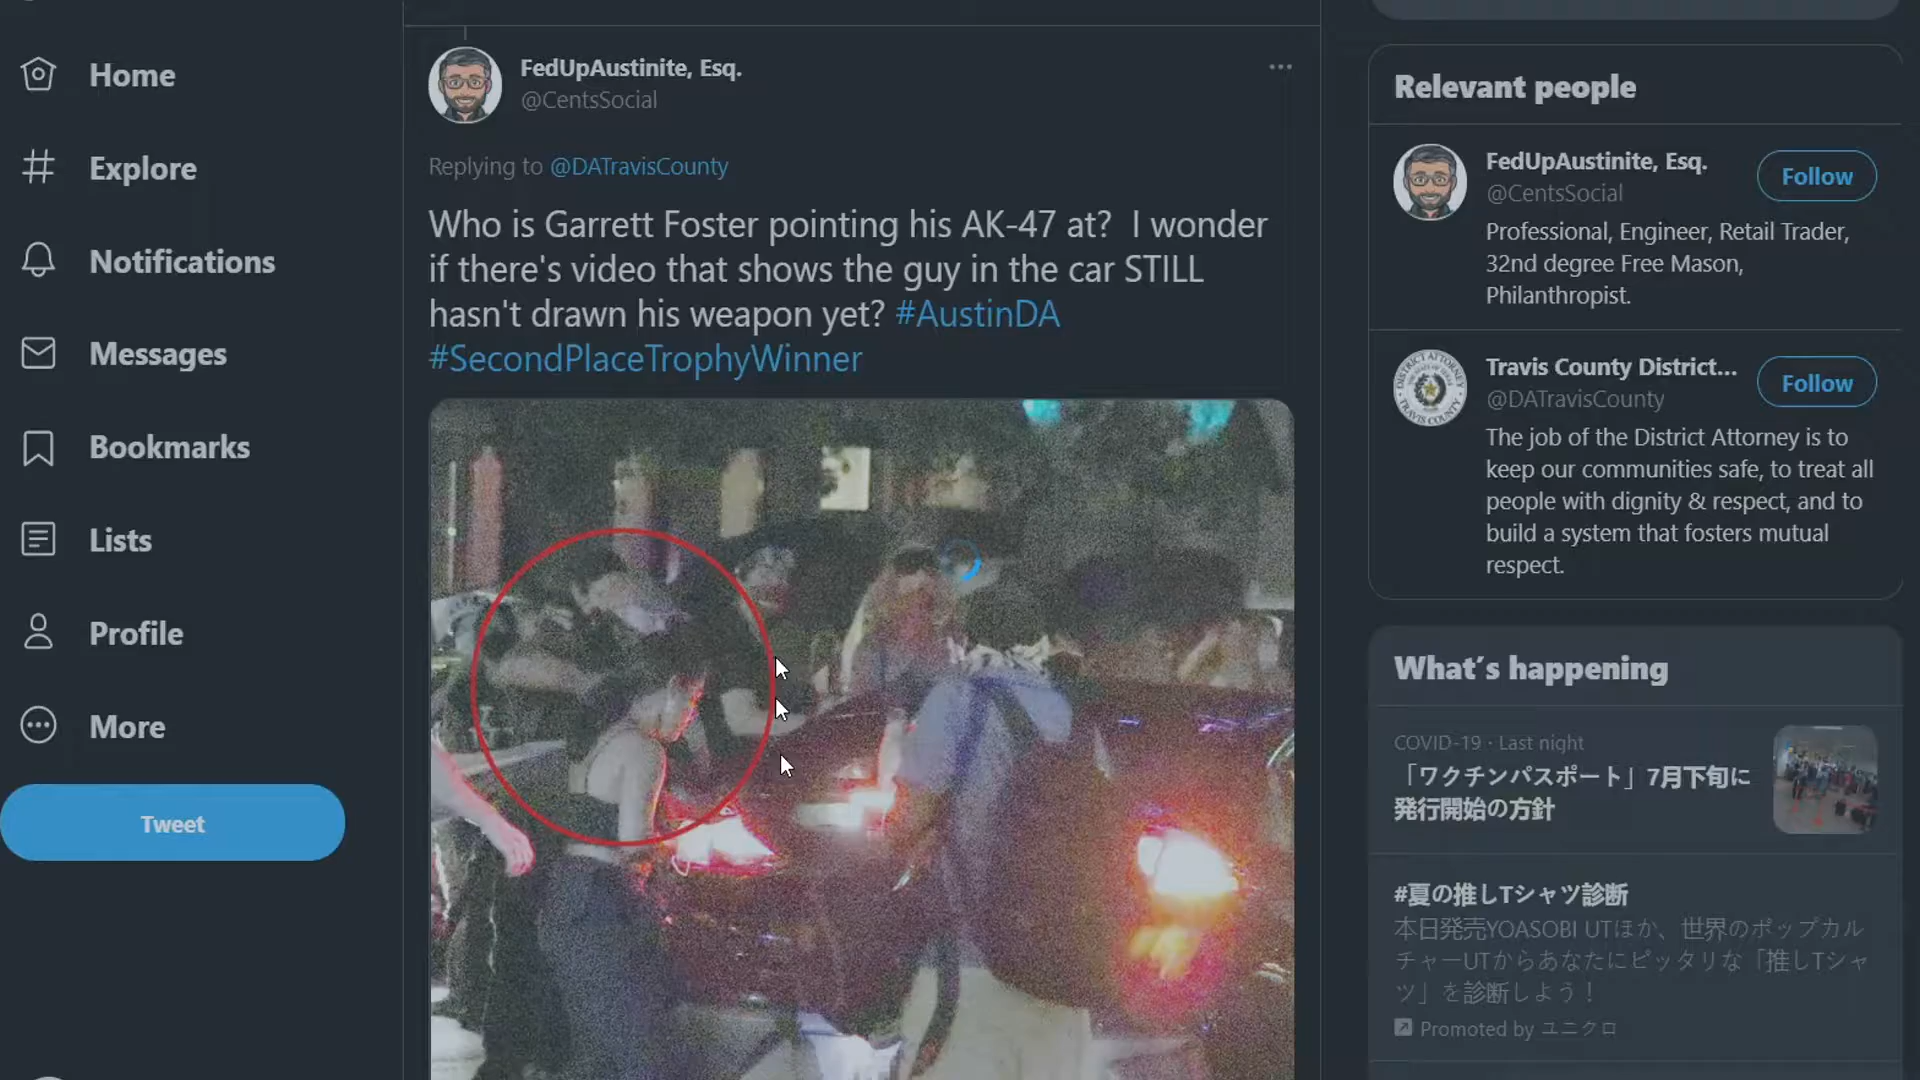 Home
Explore
Notifications
Messages
Bookmarks
Lists
Profile
More
Tweet
FedUpAustinite, Esq.
@CentsSocial
Replying to @DATravisCounty
Who is Garrett Foster pointing his AK-47 at?  I wonder
if there's video that shows the guy in the car STILL
hasn't drawn his weapon yet? #AustinDA
#SecondPlaceTrophyWinner
Relevant people
FedUpAustinite, Esq.
@CentsSocial
Follow
Professional, Engineer, Retail Trader,
32nd degree Free Mason,
Philanthropist.
DISTRICT ATTORNEY
TRAVIS COUNTY
Travis County District...
@DATravisCounty
Follow
The job of the District Attorney is to
keep our communities safe, to treat all
people with dignity & respect, and to
build a system that fosters mutual
respect.
What's happening
COVID-19 · Last night
「ワクチンパスポート」7月下旬に
発行開始の方針
#夏の推しTシャツ診断
本日発売YOASOBI UTほか、世界のポップカル
チャーUTからあなたにピッタリな「推しTシャ
ツ」を診断しよう！
Promoted by ユニクロ